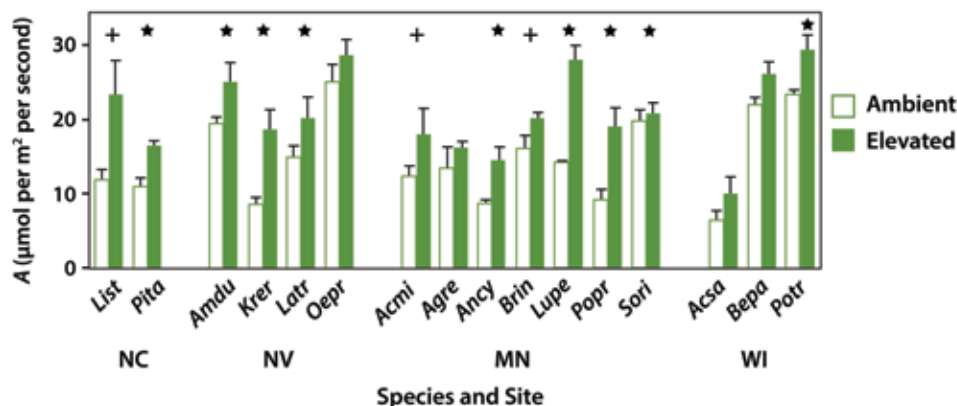 A (μmol per m² per second)
30
20
10
0
+ ★ ★ ★ ★ + ★ + ★ ★ ★ ★
Ambient
Elevated
List Pita Amdu Krer Latr Oepr Acmi Agre Ancy Brin Lupe Popr Sori Acsa Bepa Potr
NC NV MN WI
Species and Site